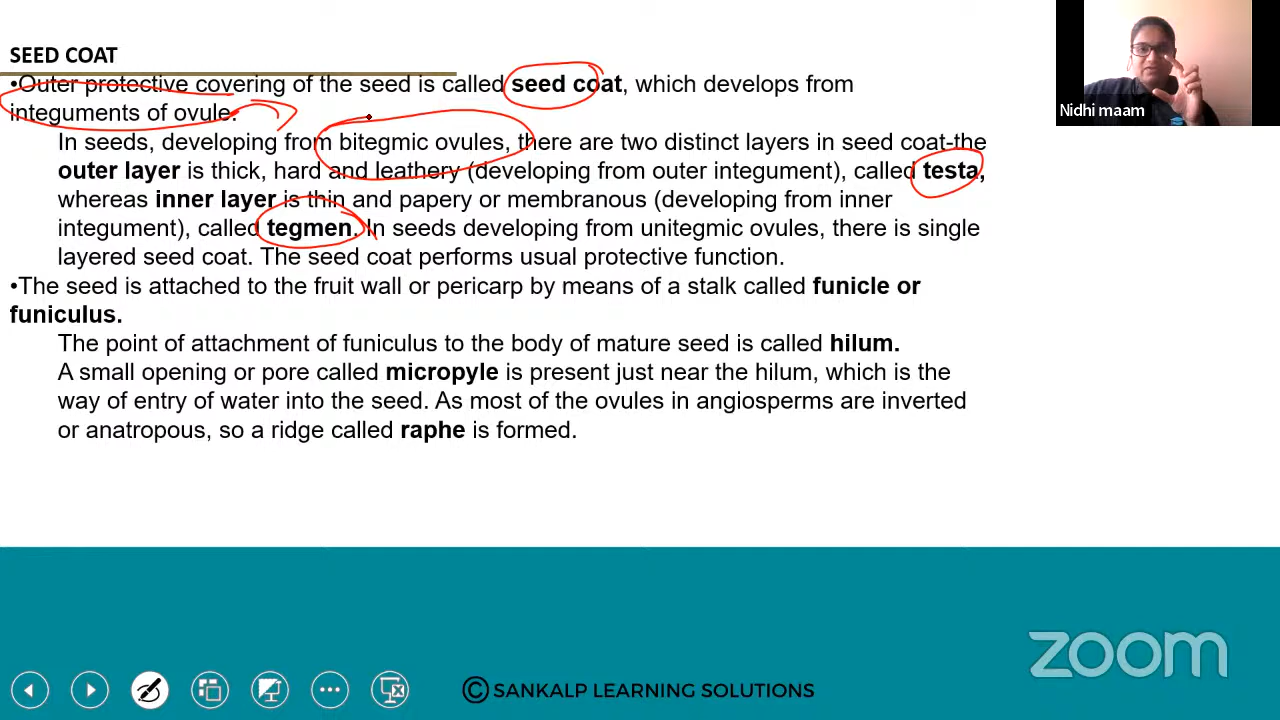 SEED COAT
•Outer protective covering of the seed is called seed coat, which develops from
integuments of ovule.
In seeds, developing from bitegmic ovules, there are two distinct layers in seed coat-the
outer layer is thick, hard and leathery (developing from outer integument), called testa,
whereas inner layer is thin and papery or membranous (developing from inner
integument), called tegmen. In seeds developing from unitegmic ovules, there is single
layered seed coat. The seed coat performs usual protective function.
•The seed is attached to the fruit wall or pericarp by means of a stalk called funicle or
funiculus.
The point of attachment of funiculus to the body of mature seed is called hilum.
A small opening or pore called micropyle is present just near the hilum, which is the
way of entry of water into the seed. As most of the ovules in angiosperms are inverted
or anatropous, so a ridge called raphe is formed.
Nidhi maam
zoom
© SANKALP LEARNING SOLUTIONS